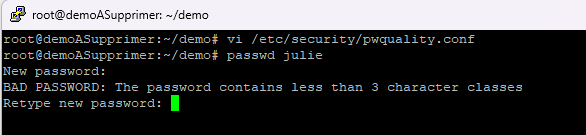 root@demoASupprimer: ~/demo
root@demoASupprimer:~/demo# vi /etc/security/pwquality.conf
root@demoASupprimer:~/demo# passwd julie
New password:
BAD PASSWORD: The password contains less than 3 character classes
Retype new password: